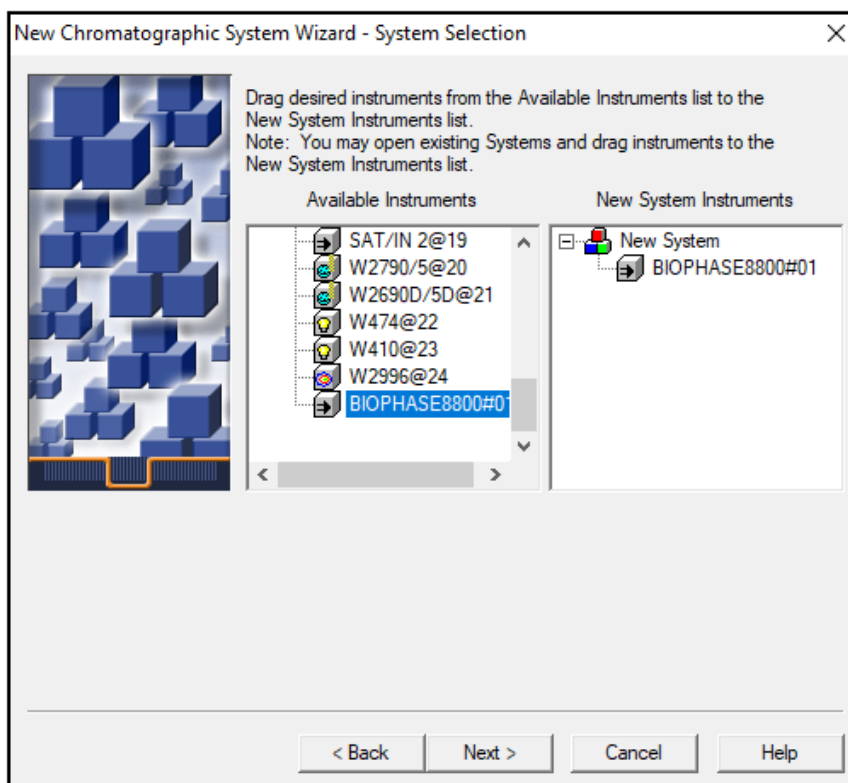 New Chromatographic System Wizard - System Selection
Drag desired instruments from the Available Instruments list to the
New System Instruments list.
Note: You may open existing Systems and drag instruments to the
New System Instruments list.
Available Instruments
New System Instruments
SAT/IN 2@19
W2790/5@20
W2690D/5D@21
W474@22
W410@23
W2996@24
BIOPHASE8800#01
New System
BIOPHASE8800#01
< Back
Next >
Cancel
Help